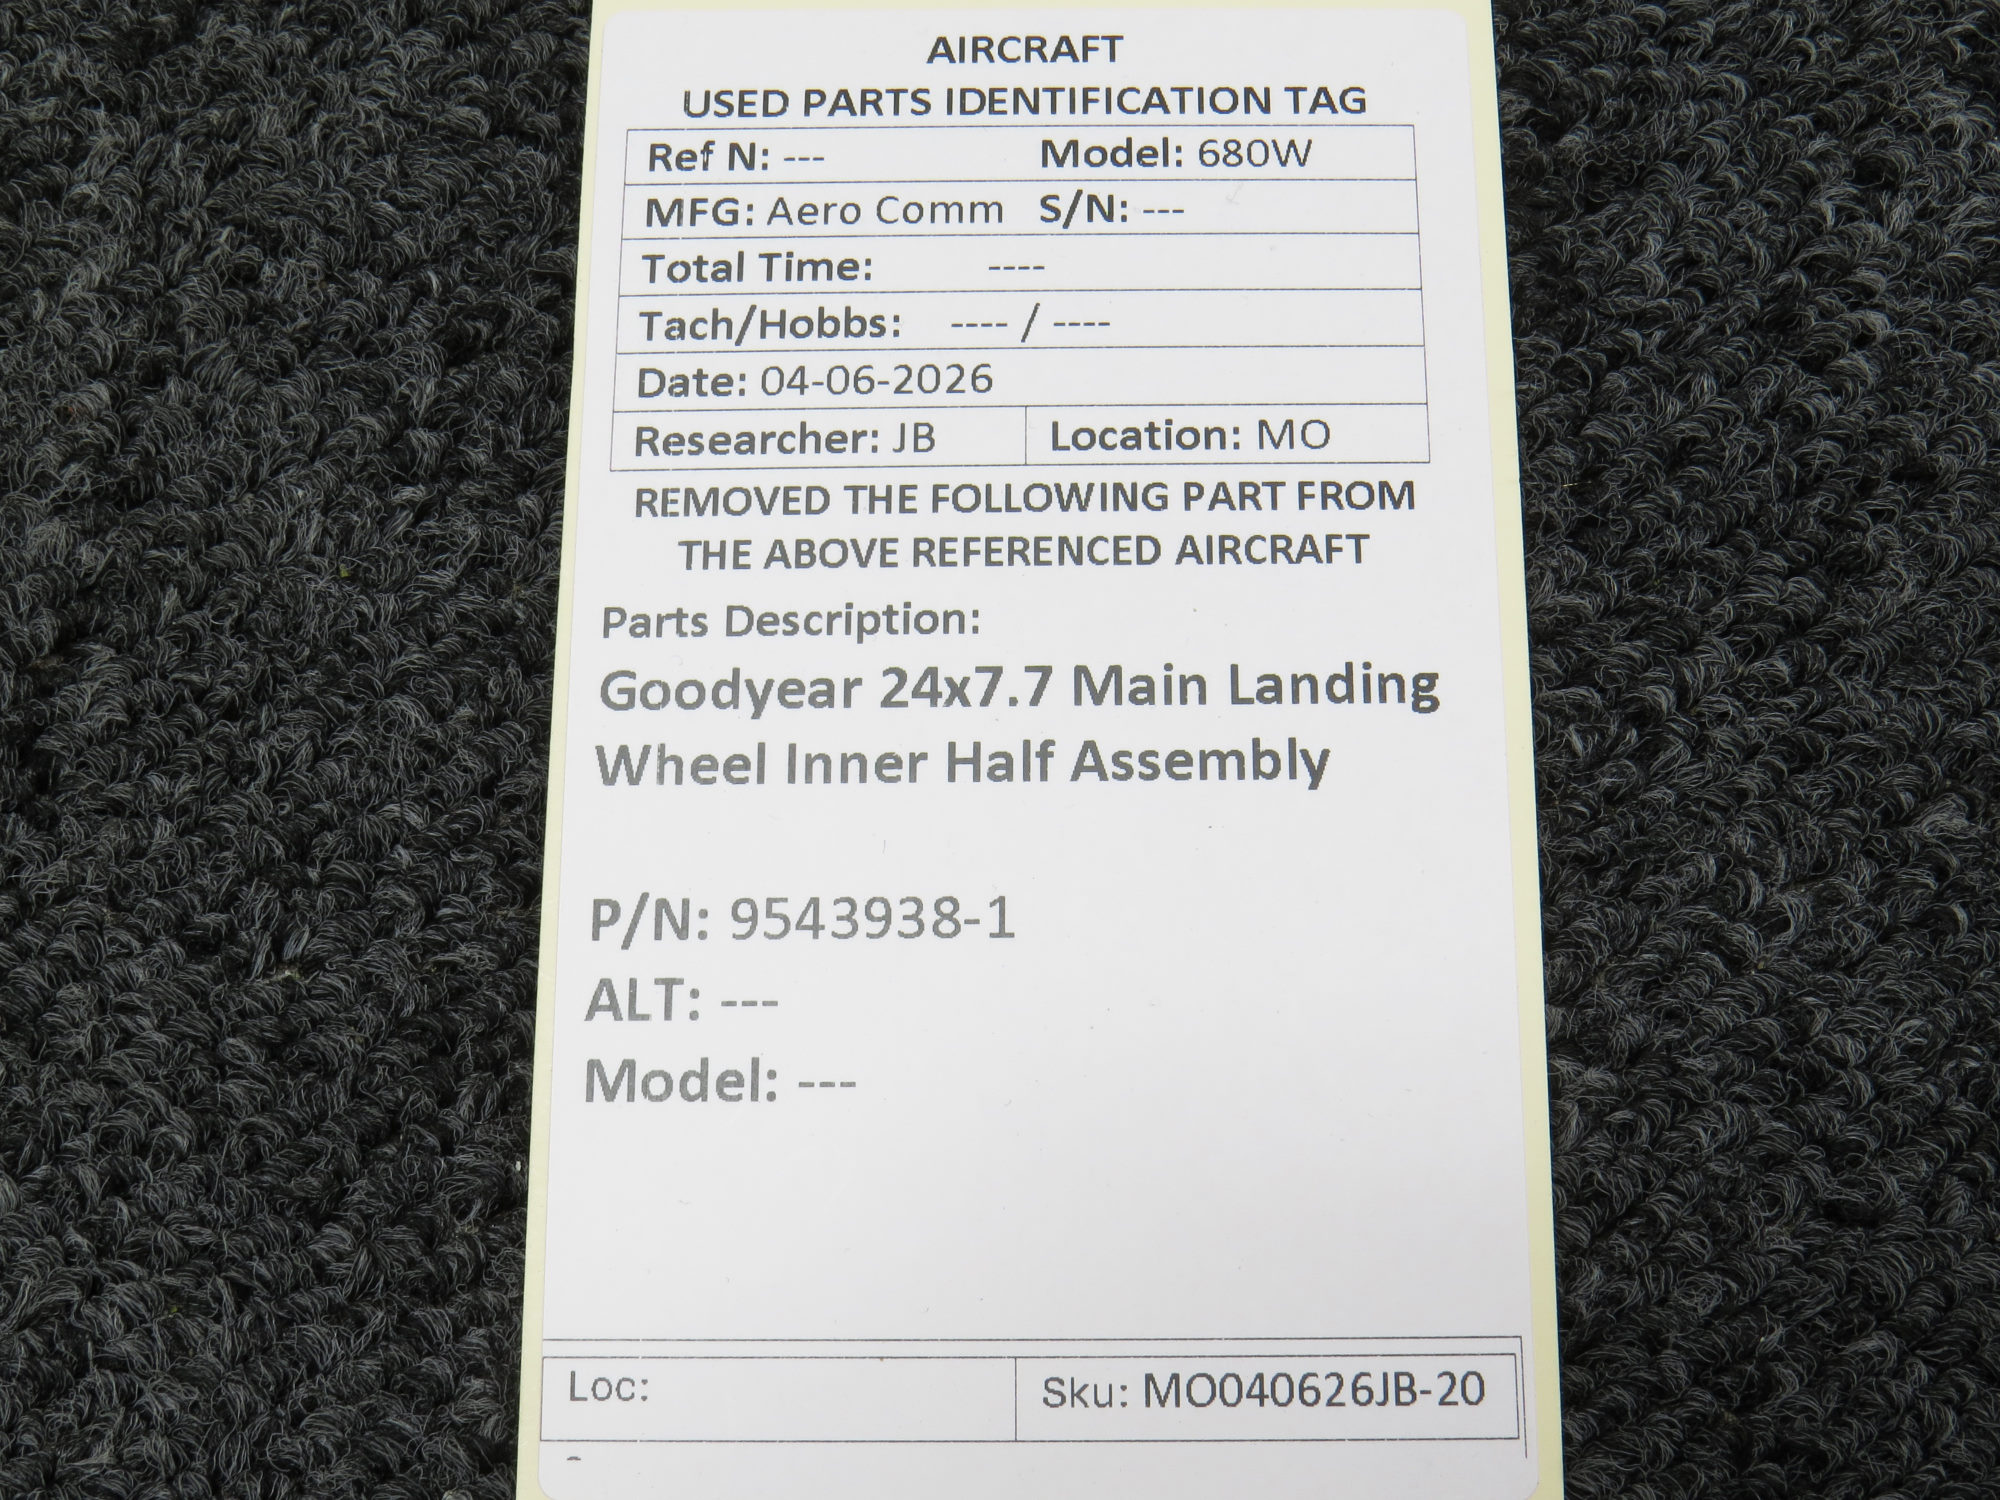 AIRCRAFT
USED PARTS IDENTIFICATION TAG
Ref N: --- Model: 680W
MFG: Aero Comm S/N: ---
Total Time: ----
Tach/Hobbs: ---- / ----
Date: 04-06-2026
Researcher: JB Location: MO
REMOVED THE FOLLOWING PART FROM
THE ABOVE REFERENCED AIRCRAFT
Parts Description:
Goodyear 24x7.7 Main Landing
Wheel Inner Half Assembly
P/N: 9543938-1
ALT: ---
Model: ---
Loc: Sku: MO040626JB-20
-